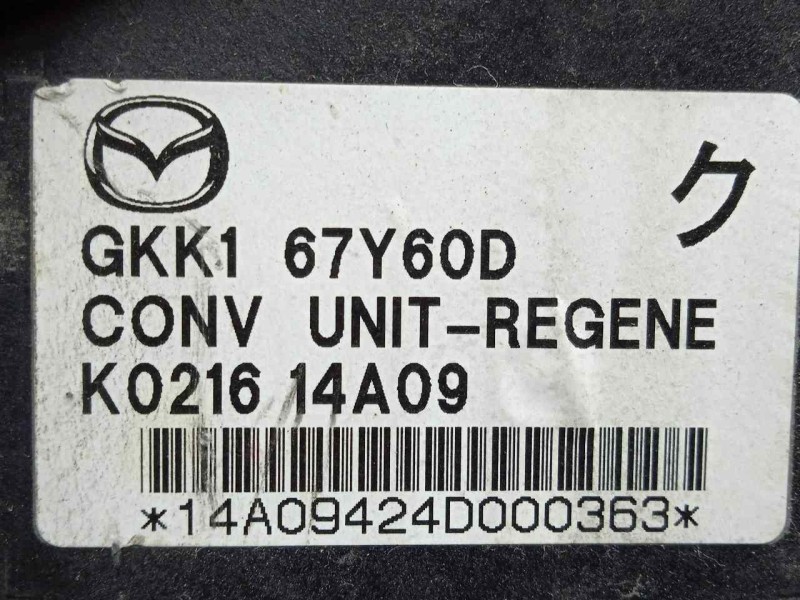 ク
GKK1 67Y60D
CONV UNIT-REGENE
K0216 14A09
*14A09424D000363*